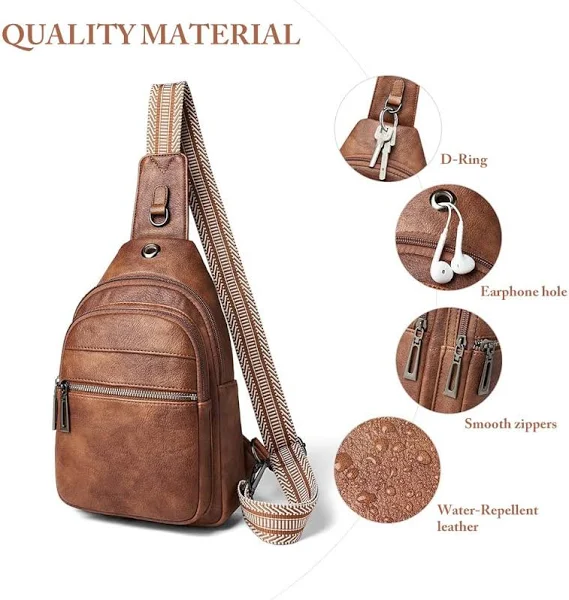 QUALITY MATERIAL
D-Ring
Earphone hole
Smooth zippers
Water-Repellent
leather